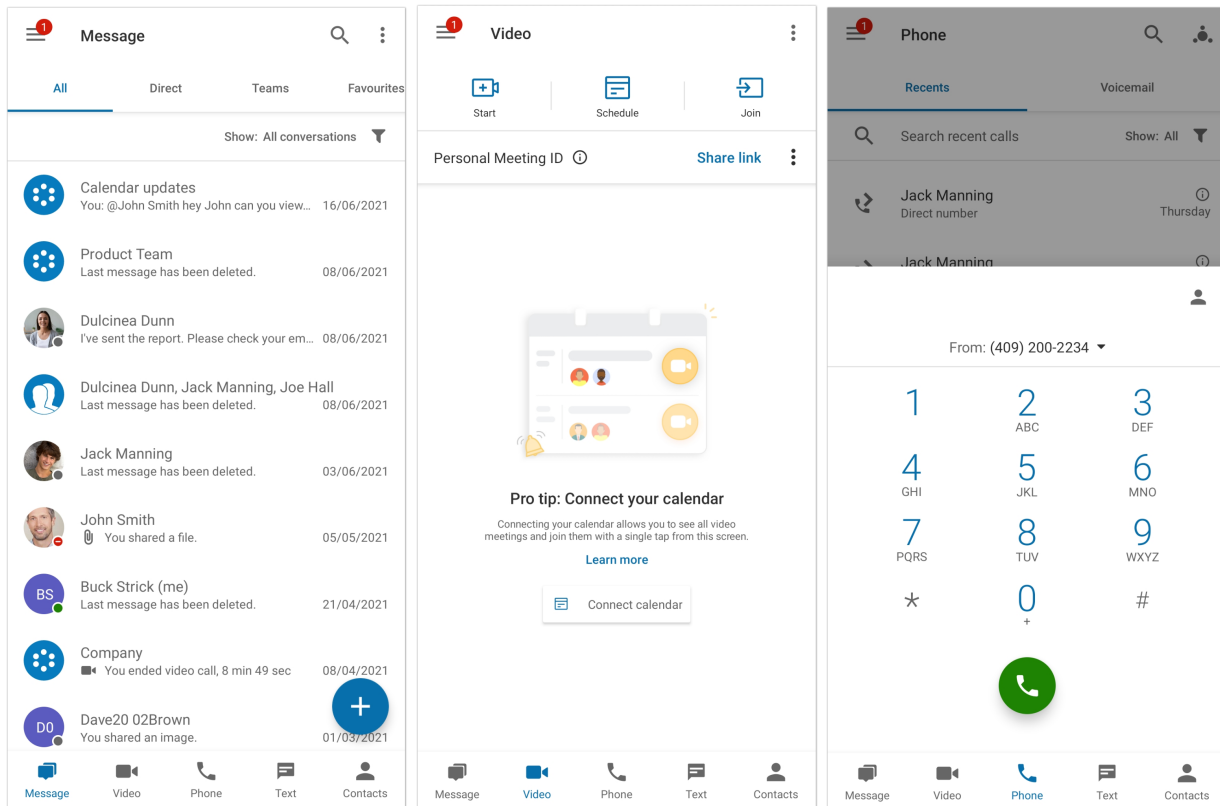 1
Message
All
Direct
Teams
Favourites
Show: All conversations
Calendar updates
You: @John Smith hey John can you view...
16/06/2021
Product Team
Last message has been deleted.
08/06/2021
Dulcinea Dunn
I've sent the report. Please check your em...
08/06/2021
Dulcinea Dunn, Jack Manning, Joe Hall
Last message has been deleted.
08/06/2021
Jack Manning
Last message has been deleted.
03/06/2021
John Smith
You shared a file.
05/05/2021
BS
Buck Strick (me)
Last message has been deleted.
21/04/2021
Company
You ended video call, 8 min 49 sec
08/04/2021
D0
Dave20 02Brown
You shared an image.
01/03/2021
Message
Video
Phone
Text
Contacts
1
Video
Start
Schedule
Join
Personal Meeting ID
Share link
Pro tip: Connect your calendar
Connecting your calendar allows you to see all video
meetings and join them with a single tap from this screen.
Learn more
Connect calendar
Message
Video
Phone
Text
Contacts
1
Phone
Recents
Voicemail
Search recent calls
Show: All
Jack Manning
Direct number
Thursday
Jack Manning
From: (409) 200-2234
1
2
ABC
3
DEF
4
GHI
5
JKL
6
MNO
7
PQRS
8
TUV
9
WXYZ
*
0
+
#
Message
Video
Phone
Text
Contacts